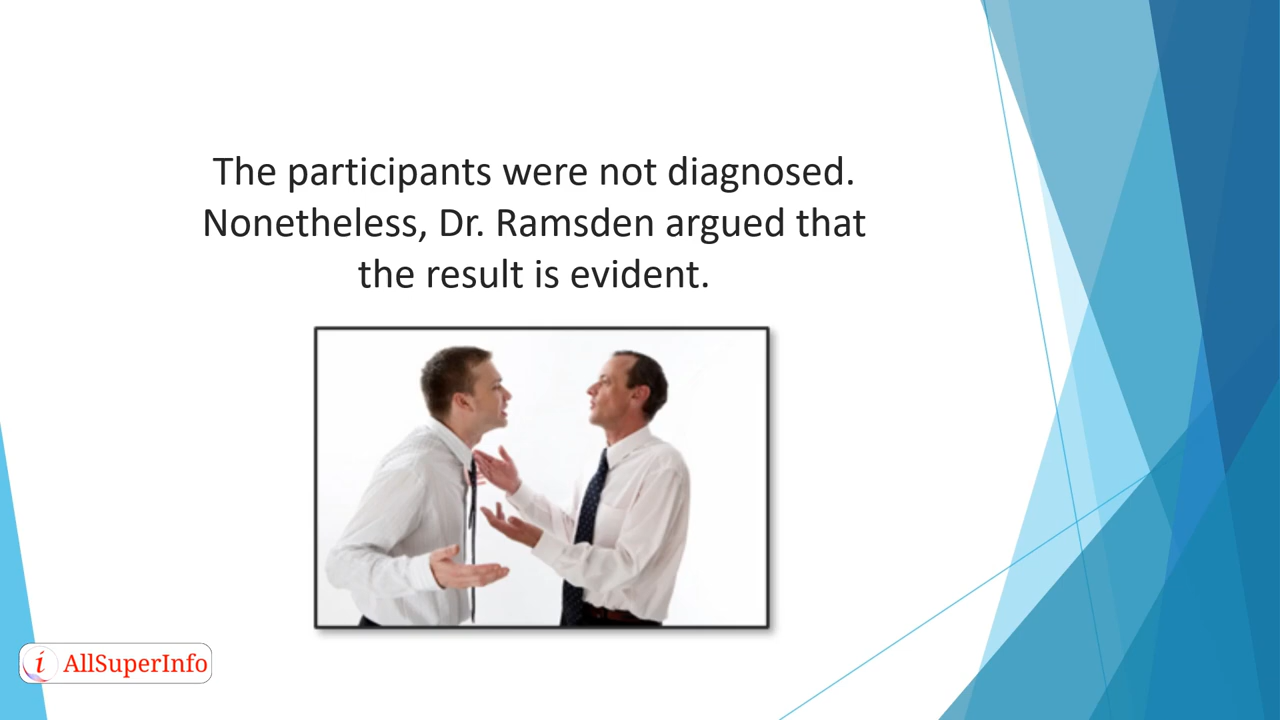 The participants were not diagnosed.
Nonetheless, Dr. Ramsden argued that
the result is evident.
i AllSuperInfo